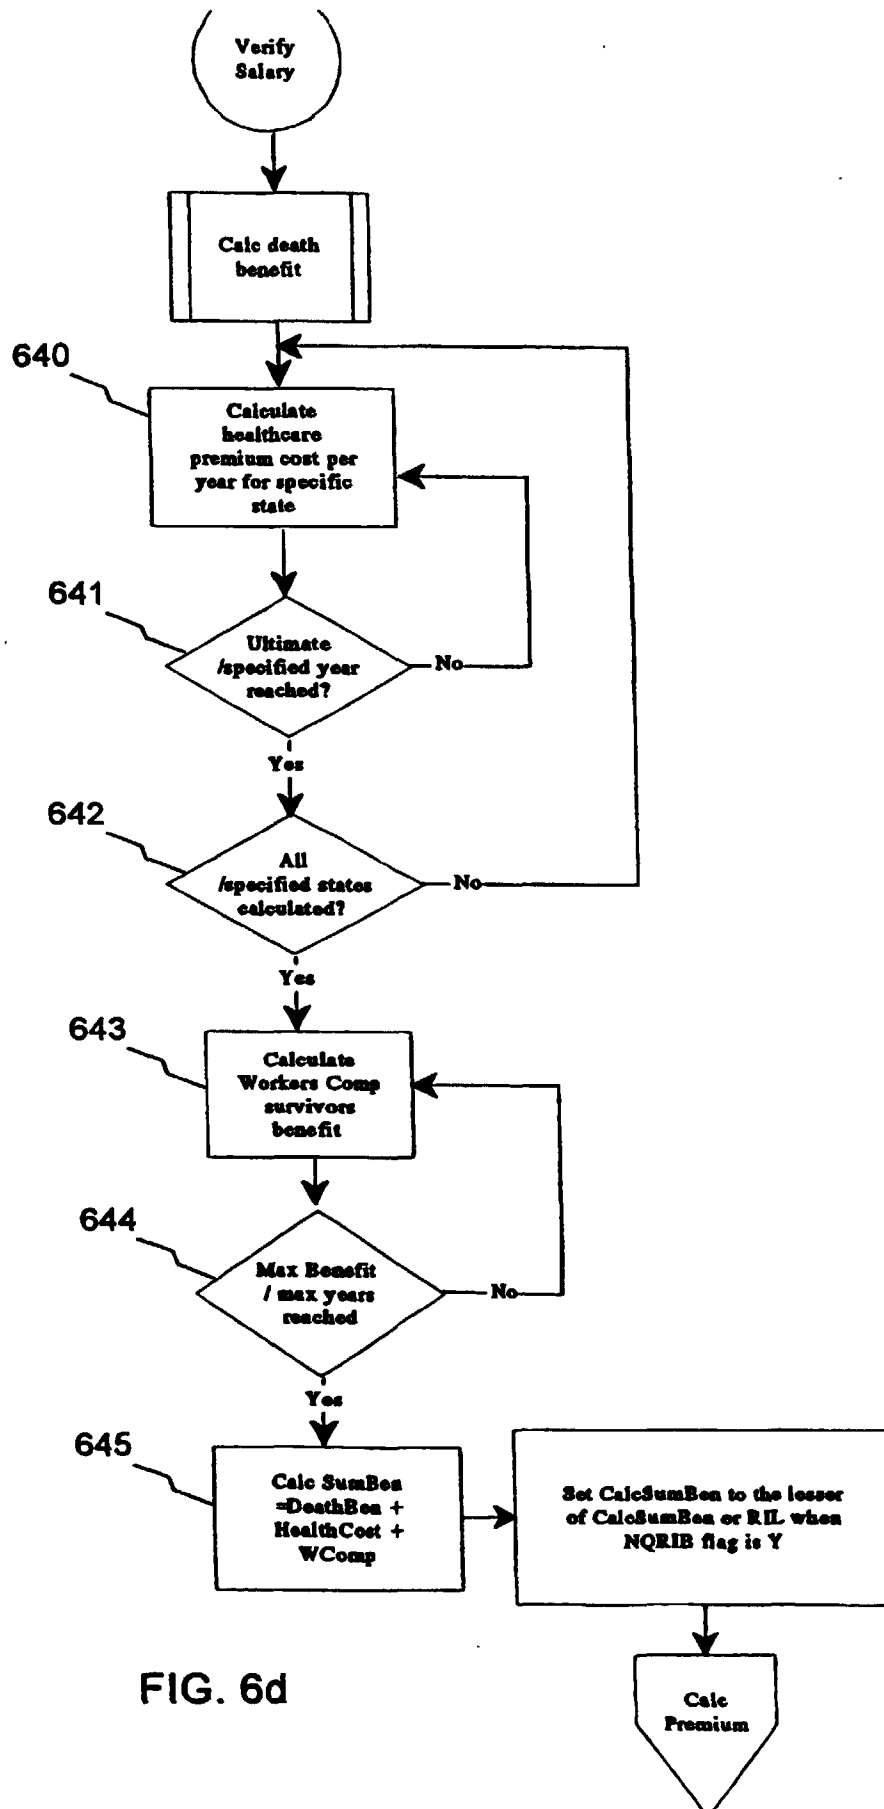 Verify
Salary
Calc death
benefit
640
Calculate
healthcare
premium cost per
year for specific
state
641
Ultimate
/specified year
reached?
No
Yes
642
All
/specified states
calculated?
No
Yes
643
Calculate
Workers Comp
survivors
benefit
644
Max Benefit
/ max years
reached
No
Yes
645
Calc SumBen
=DeathBen +
HealthCost +
WComp
Set CalcSumBen to the lesser
of CalcSumBen or RIL when
NQRIB flag is Y
FIG. 6d
Calc
Premium